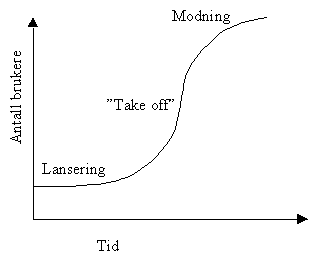 Modning
Antall brukere
"Take off"
Lansering
Tid